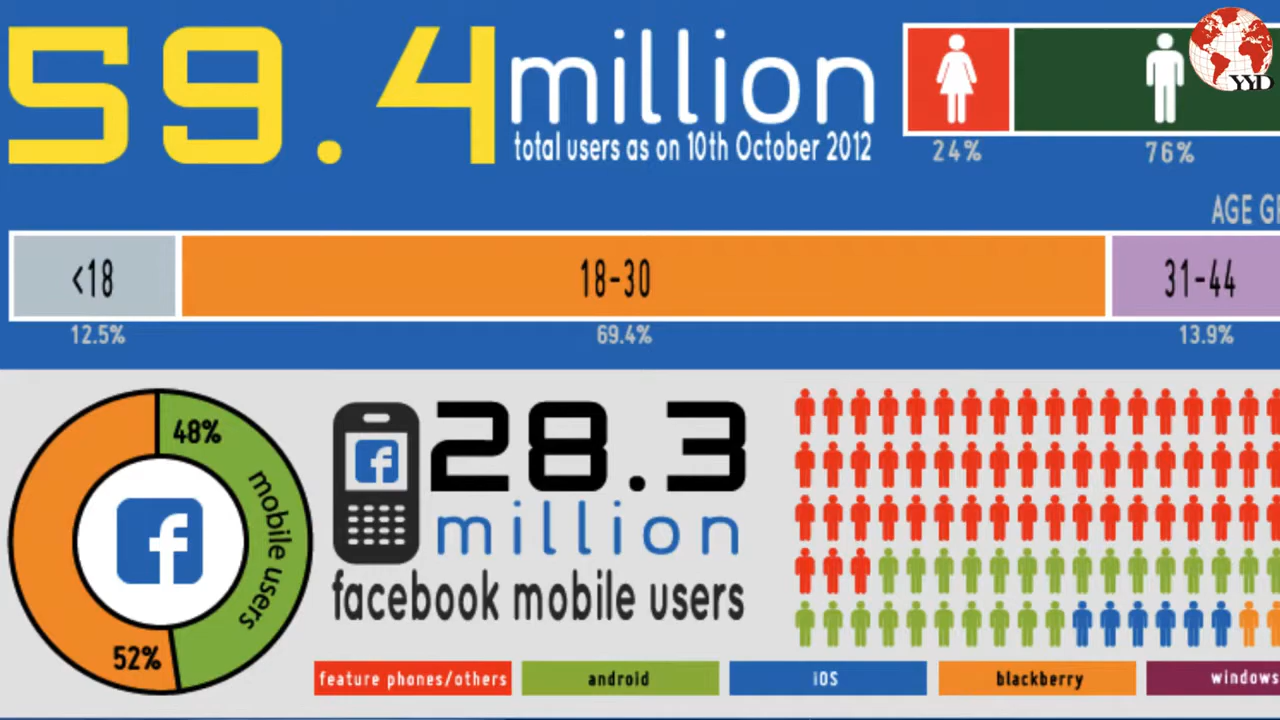 59.4 million
total users as on 10th October 2012
24% 76%
YYD
AGE
<18 18-30 31-44
12.5% 69.4% 13.9%
48%
mobile users
52%
28.3
million
facebook mobile users
feature phones/others android iOS blackberry windows